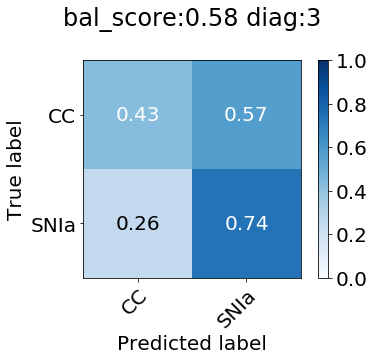 bal_score:0.58 diag:3
True label
CC
0.43 0.57
SNIa
0.26 0.74
CC SNIa
Predicted label
1.0
0.8
0.6
0.4
0.2
0.0